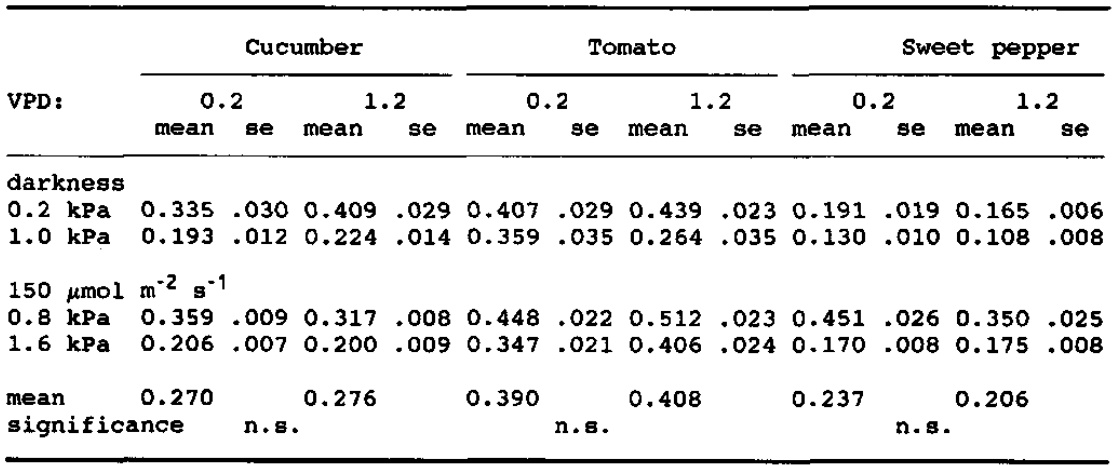 Cucumber Tomato Sweet pepper
VPD: 0.2 1.2 0.2 1.2 0.2 1.2
mean se mean se mean se mean se mean se mean se
darkness
0.2 kPa 0.335 .030 0.409 .029 0.407 .029 0.439 .023 0.191 .019 0.165 .006
1.0 kPa 0.193 .012 0.224 .014 0.359 .035 0.264 .035 0.130 .010 0.108 .008
150 μmol m⁻² s⁻¹
0.8 kPa 0.359 .009 0.317 .008 0.448 .022 0.512 .023 0.451 .026 0.350 .025
1.6 kPa 0.206 .007 0.200 .009 0.347 .021 0.406 .024 0.170 .008 0.175 .008
mean 0.270 0.276 0.390 0.408 0.237 0.206
significance n.s. n.s. n.s.